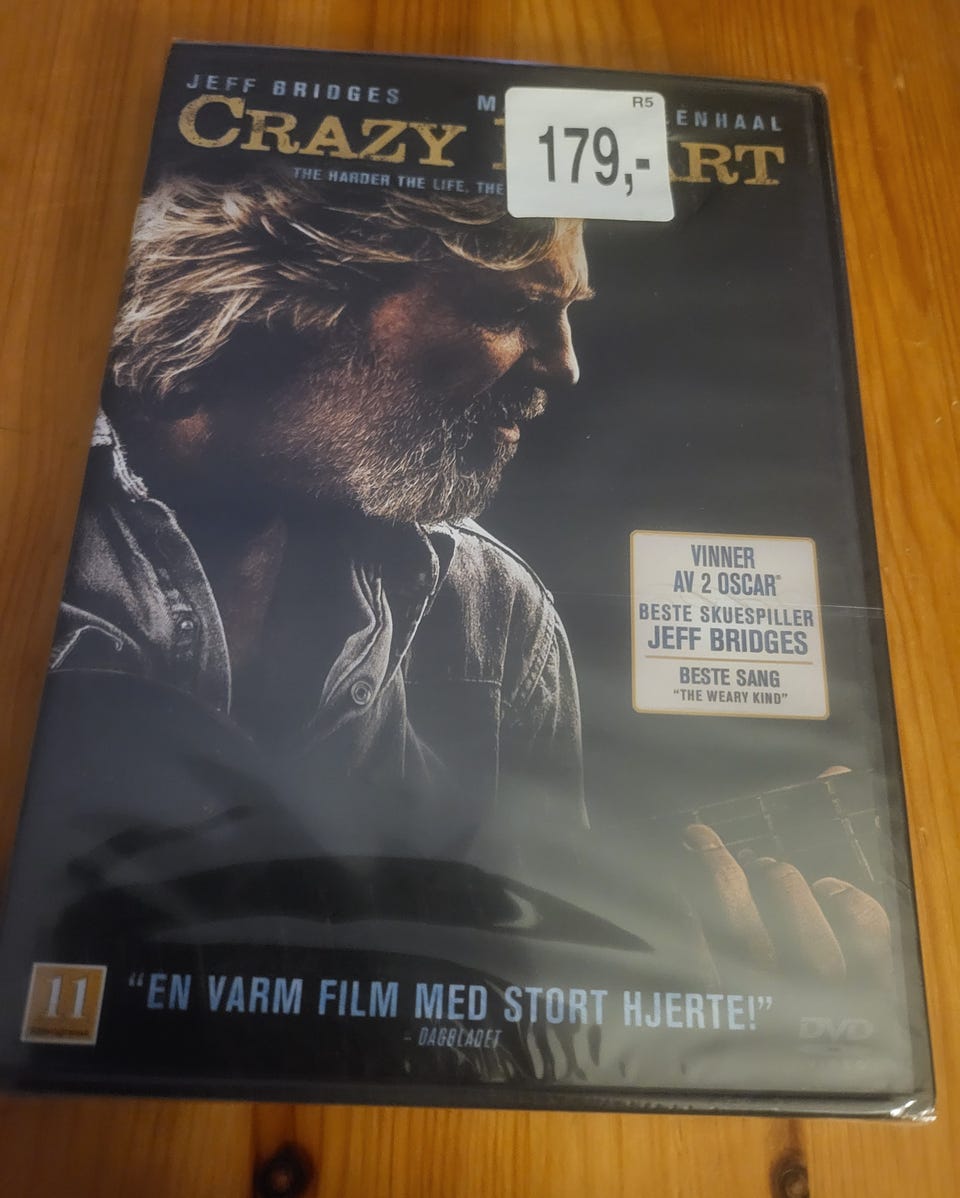 JEFF BRIDGES M ENHAAL
CRAZY ART
THE HARDER THE LIFE, THE
R5
179,-
VINNER
AV 2 OSCAR®
BESTE SKUESPILLER
JEFF BRIDGES
BESTE SANG
"THE WEARY KIND"
11
"EN VARM FILM MED STORT HJERTE!"
- DAGBLADET
DVD